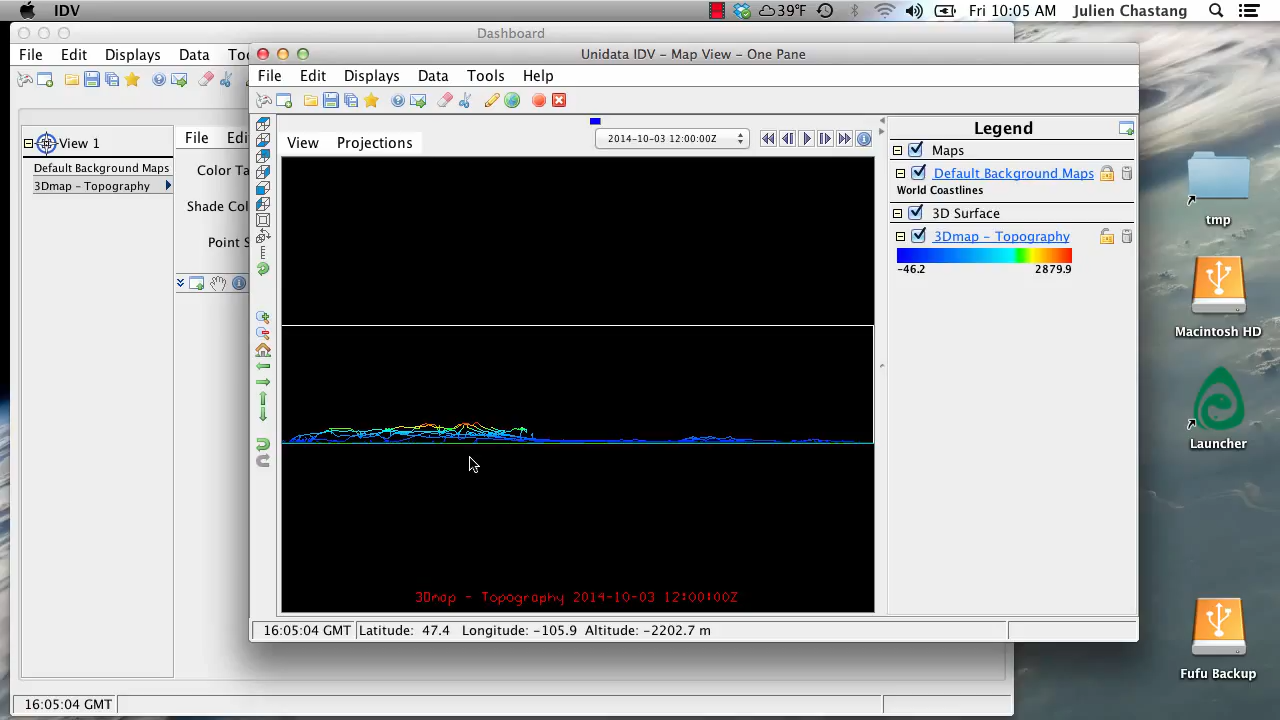 IDV
39°F
Fri 10:05 AM
Julien Chastang
Dashboard
File
Edit
Displays
Data
Too
View 1
Default Background Maps
3Dmap – Topography
File
Edi
Color Ta
Shade Col
Point S
16:05:04 GMT
Unidata IDV – Map View – One Pane
File
Edit
Displays
Data
Tools
Help
View
Projections
2014-10-03 12:00:00Z
Legend
Maps
Default Background Maps
World Coastlines
3D Surface
3Dmap – Topography
-46.2
2879.9
3Dmap - Topography 2014-10-03 12:00:00Z
16:05:04 GMT
Latitude: 47.4 Longitude: -105.9 Altitude: -2202.7 m
tmp
Macintosh HD
Launcher
Fufu Backup